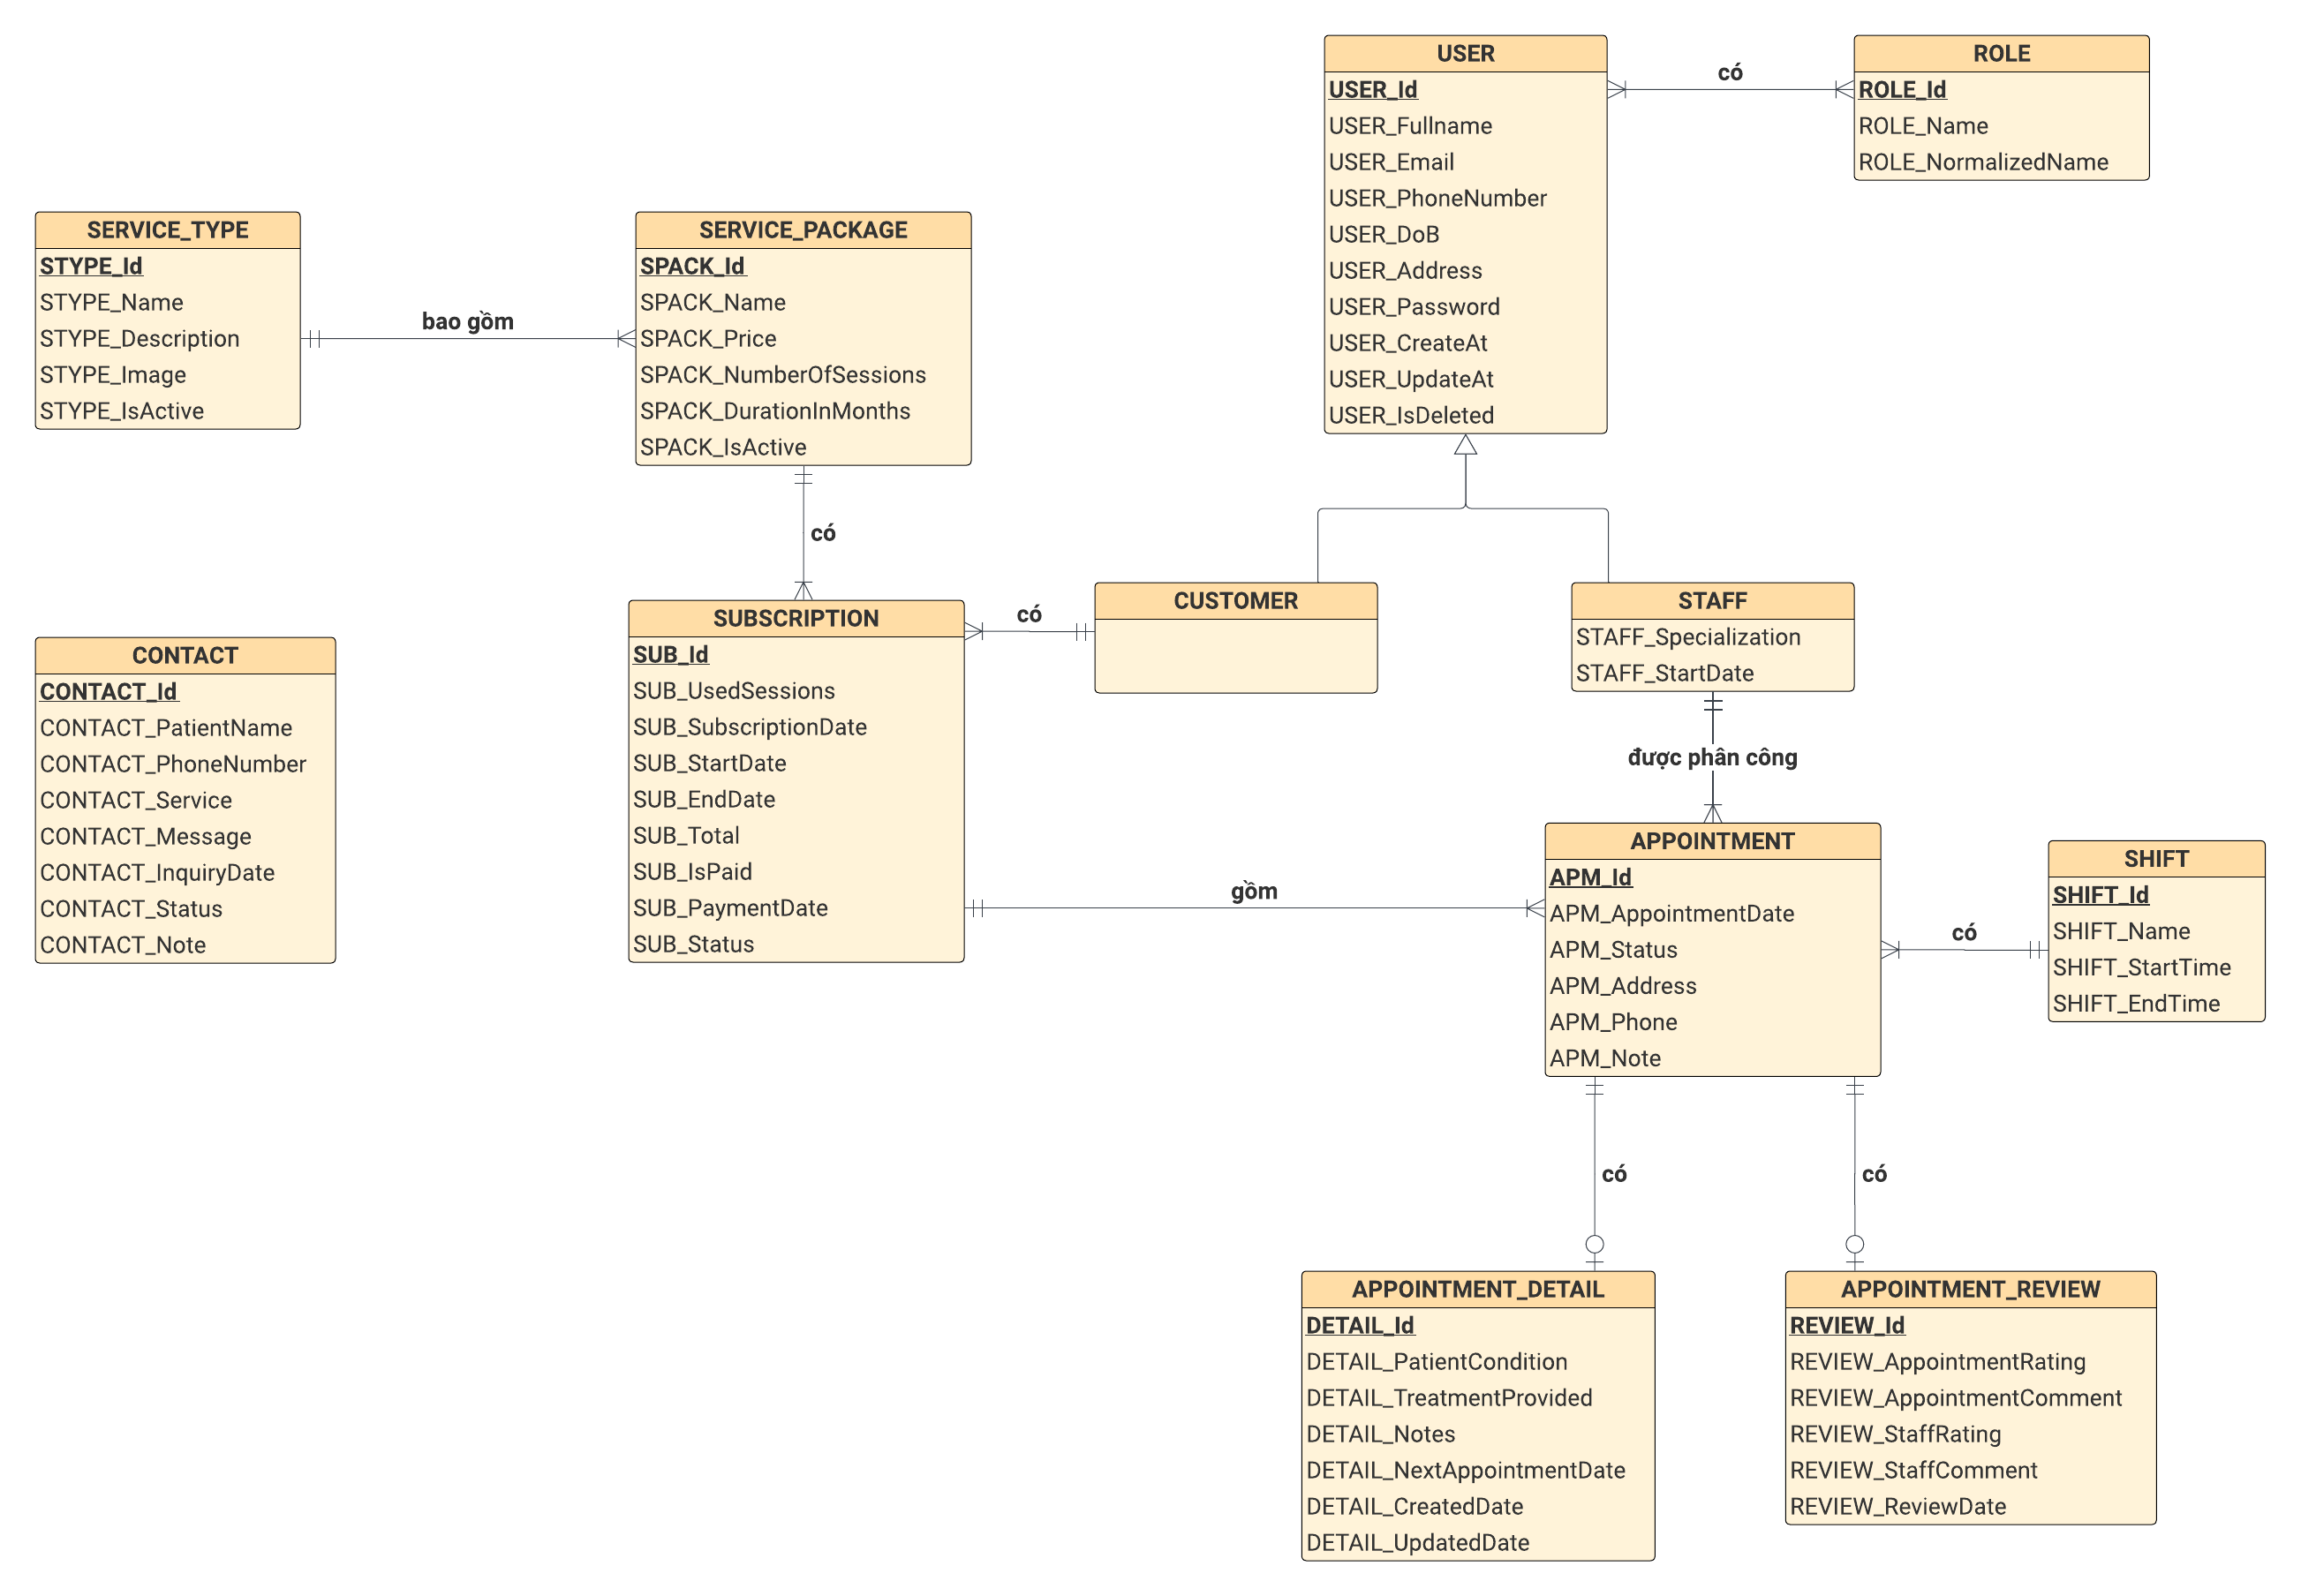 USER
USER_Id
USER_Fullname
USER_Email
USER_PhoneNumber
USER_DoB
USER_Address
USER_Password
USER_CreateAt
USER_UpdateAt
USER_IsDeleted
có
ROLE
ROLE_Id
ROLE_Name
ROLE_NormalizedName
SERVICE_TYPE
STYPE_Id
STYPE_Name
STYPE_Description
STYPE_Image
STYPE_IsActive
bao gồm
SERVICE_PACKAGE
SPACK_Id
SPACK_Name
SPACK_Price
SPACK_NumberOfSessions
SPACK_DurationInMonths
SPACK_IsActive
có
SUBSCRIPTION
SUB_Id
SUB_UsedSessions
SUB_SubscriptionDate
SUB_StartDate
SUB_EndDate
SUB_Total
SUB_IsPaid
SUB_PaymentDate
SUB_Status
có
CUSTOMER
STAFF
STAFF_Specialization
STAFF_StartDate
được phân công
CONTACT
CONTACT_Id
CONTACT_PatientName
CONTACT_PhoneNumber
CONTACT_Service
CONTACT_Message
CONTACT_InquiryDate
CONTACT_Status
CONTACT_Note
gồm
APPOINTMENT
APM_Id
APM_AppointmentDate
APM_Status
APM_Address
APM_Phone
APM_Note
có
SHIFT
SHIFT_Id
SHIFT_Name
SHIFT_StartTime
SHIFT_EndTime
có
có
APPOINTMENT_DETAIL
DETAIL_Id
DETAIL_PatientCondition
DETAIL_TreatmentProvided
DETAIL_Notes
DETAIL_NextAppointmentDate
DETAIL_CreatedDate
DETAIL_UpdatedDate
APPOINTMENT_REVIEW
REVIEW_Id
REVIEW_AppointmentRating
REVIEW_AppointmentComment
REVIEW_StaffRating
REVIEW_StaffComment
REVIEW_ReviewDate